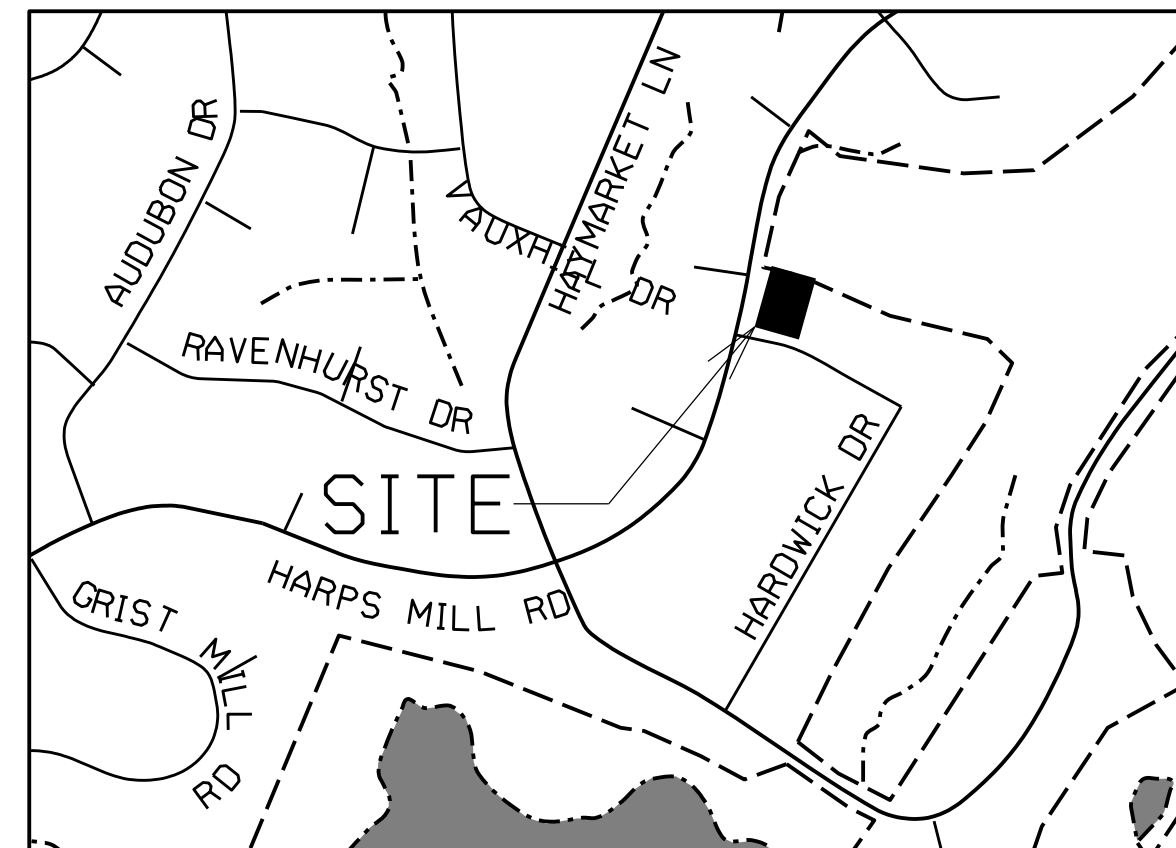 HAYMARKET LN
AUDUBON DR
VAUXHILL DR
RAVENHURST DR
HARDWICK DR
SITE
HARPS MILL RD
GRIST MILL RD